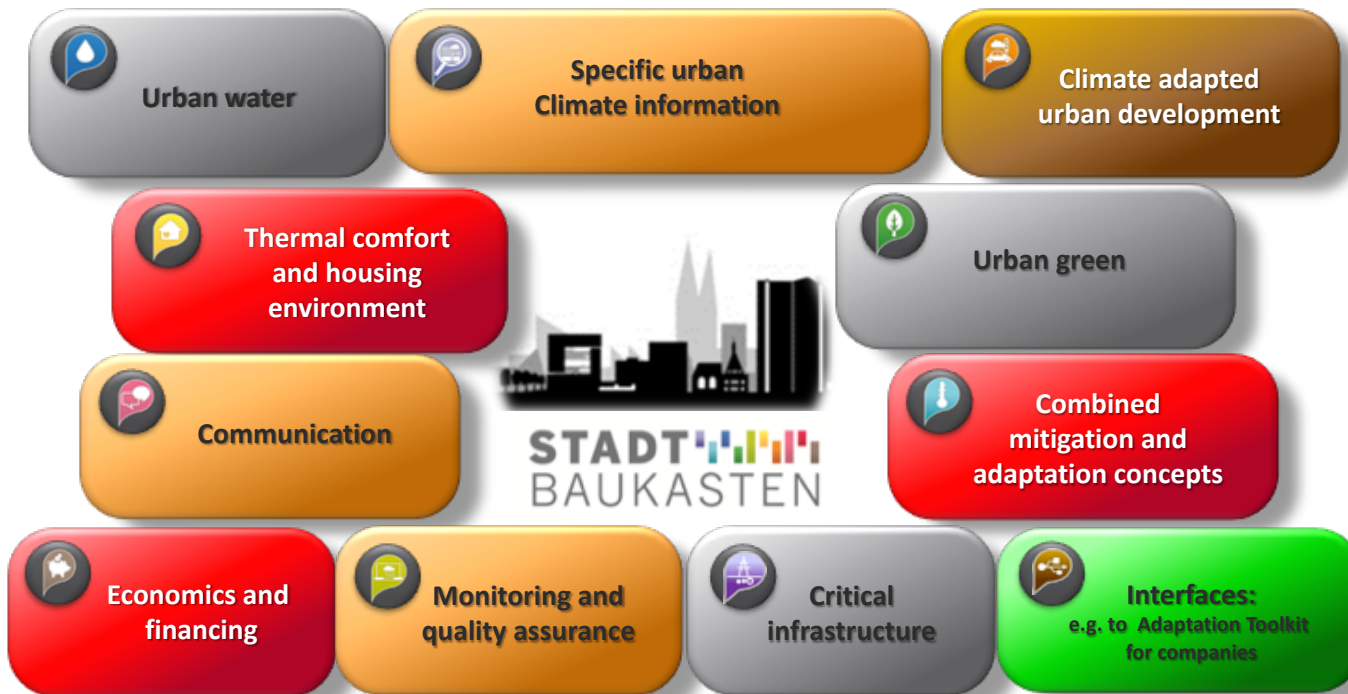 Urban water
Specific urban
Climate information
Climate adapted
urban development
Thermal comfort
and housing
environment
Urban green
Communication
STADT
BAUKASTEN
Combined
mitigation and
adaptation concepts
Economics and
financing
Monitoring and
quality assurance
Critical
infrastructure
Interfaces:
e.g. to Adaptation Toolkit
for companies